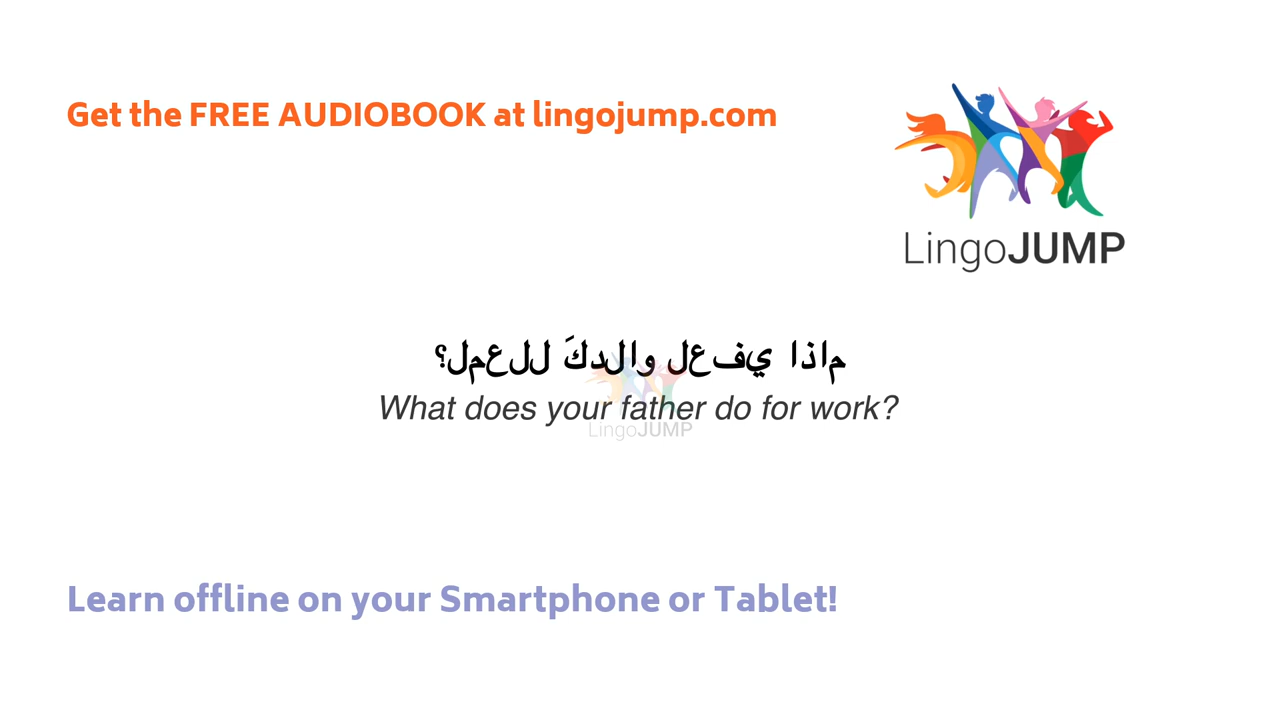 Get the FREE AUDIOBOOK at lingojump.com
LingoJUMP
ماذا يفعل والدكَ للعمل؟
What does your father do for work?
LingoJUMP
Learn offline on your Smartphone or Tablet!